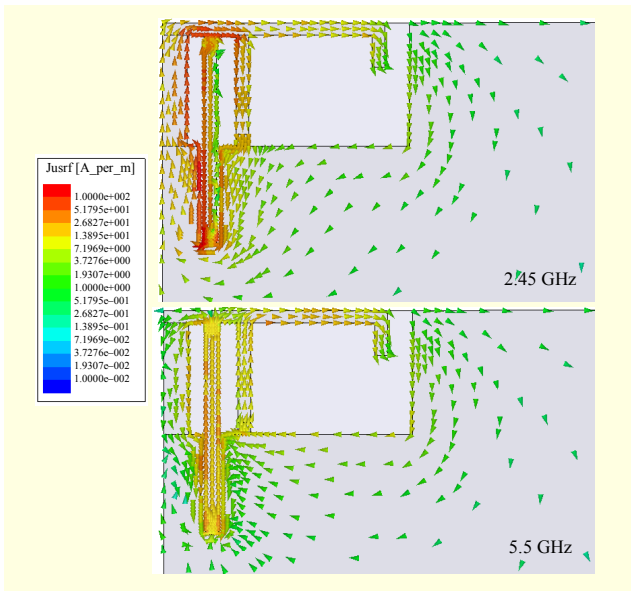 Jusrf [A_per_m]
1.0000e+002
5.1795e+001
2.6827e+001
1.3895e+001
7.1969e+000
3.7276e+000
1.9307e+000
1.0000e+000
5.1795e–001
2.6827e–001
1.3895e–001
7.1969e–002
3.7276e–002
1.9307e–002
1.0000e–002
2.45 GHz
5.5 GHz